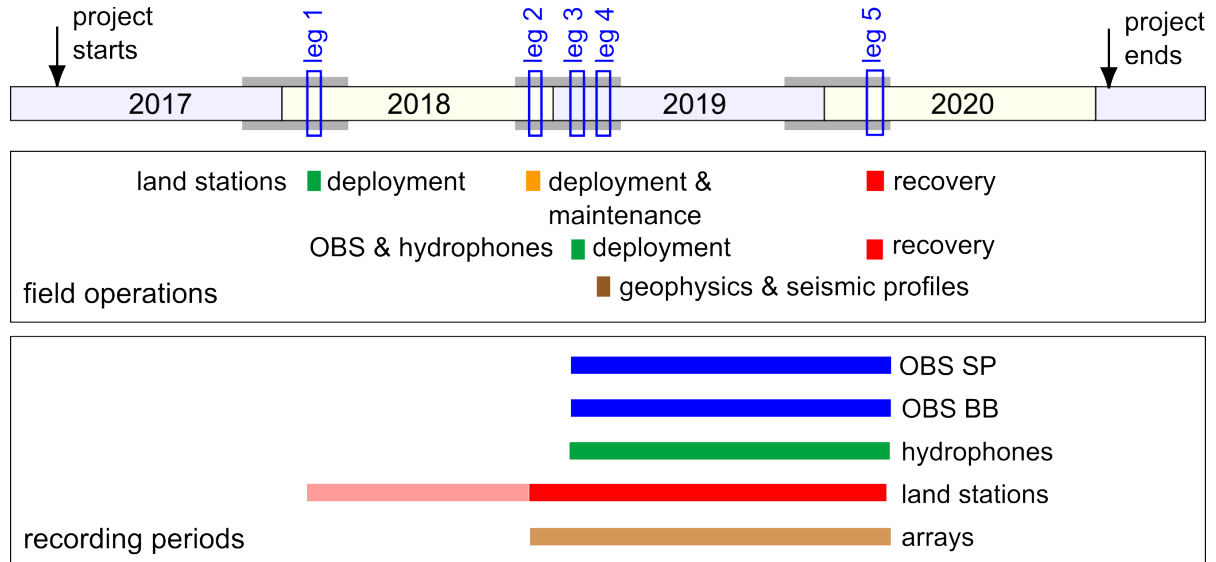 project
starts
leg 1
leg 2
leg 3
leg 4
leg 5
project
ends
2017
2018
2019
2020
land stations
deployment
deployment &
maintenance
recovery
OBS & hydrophones
deployment
recovery
geophysics & seismic profiles
field operations
OBS SP
OBS BB
hydrophones
land stations
arrays
recording periods